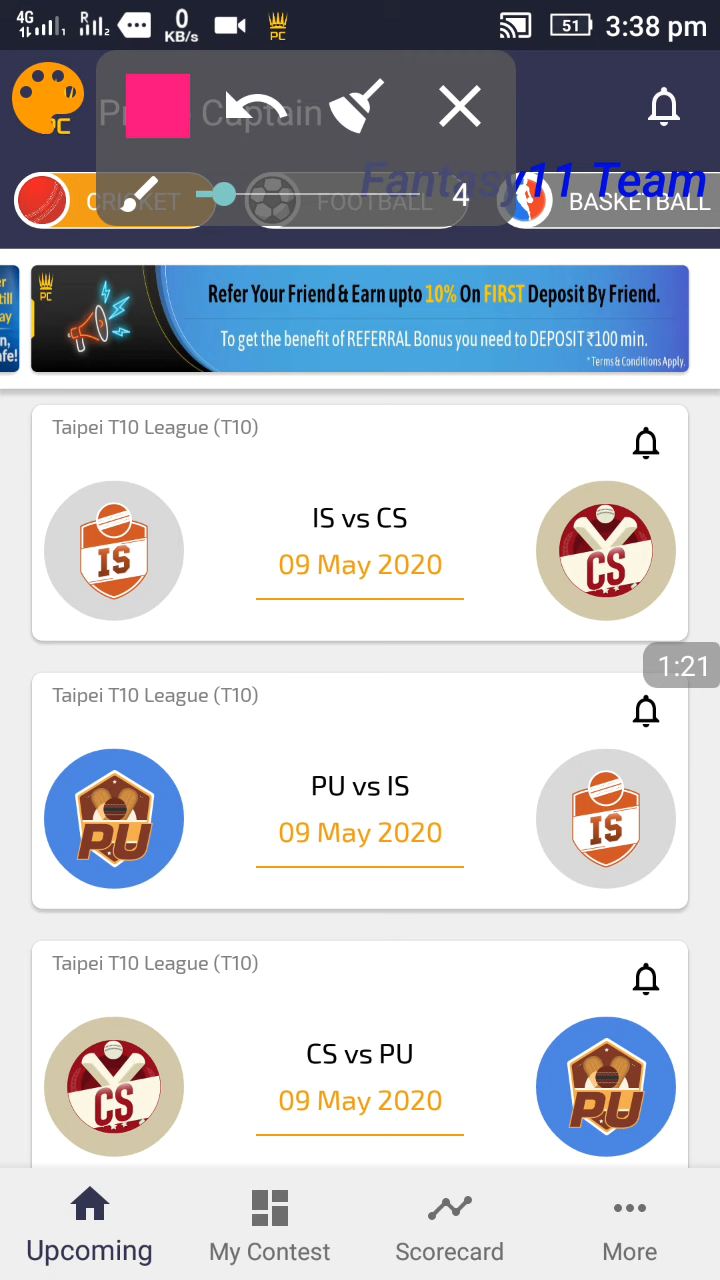 4G
1
R
2
0
KB/s
PC
51
3:38 pm
PC
Captain
Fantasy11 Team
4
CRICKET
FOOTBALL
BASKETBALL
PC
Refer Your Friend & Earn upto 10% On FIRST Deposit By Friend.
To get the benefit of REFERRAL Bonus you need to DEPOSIT ₹100 min.
*Terms & Conditions Apply.
Taipei T10 League (T10)
IS
IS vs CS
09 May 2020
CS
1:21
Taipei T10 League (T10)
PU
PU vs IS
09 May 2020
IS
Taipei T10 League (T10)
CS
CS vs PU
09 May 2020
PU
Upcoming
My Contest
Scorecard
More